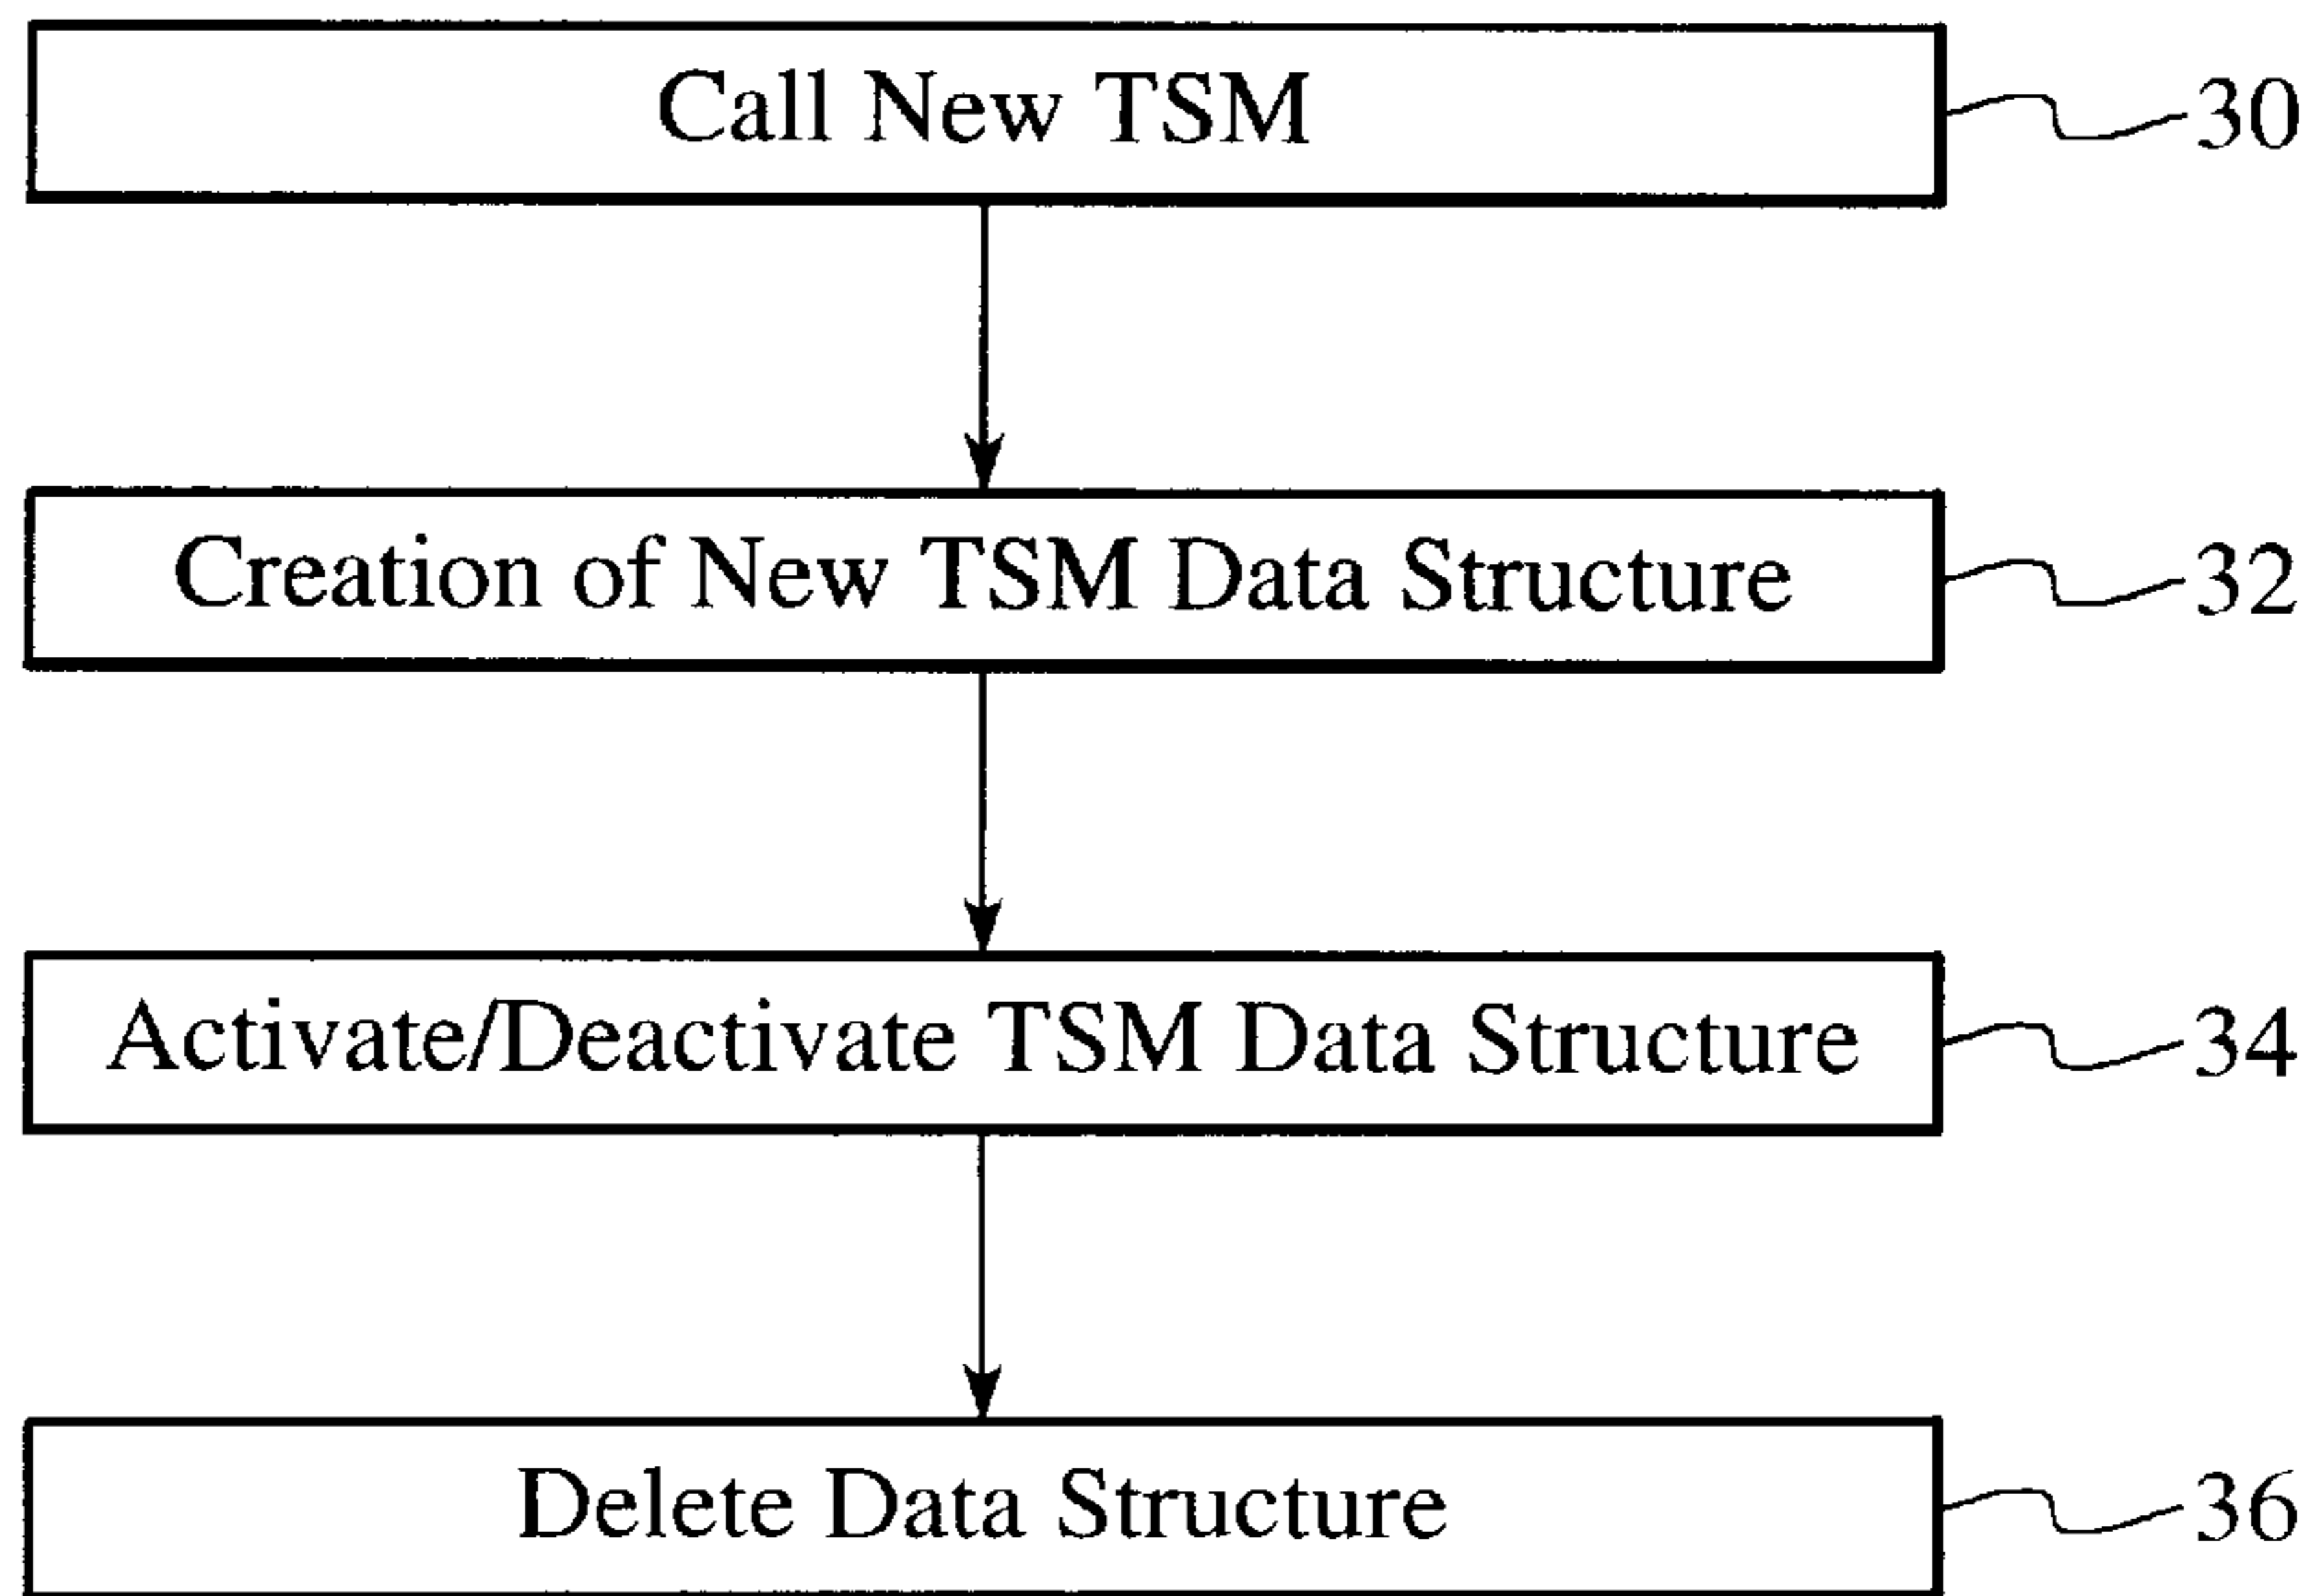 Call New TSM
30
Creation of New TSM Data Structure
32
Activate/Deactivate TSM Data Structure
34
Delete Data Structure
36